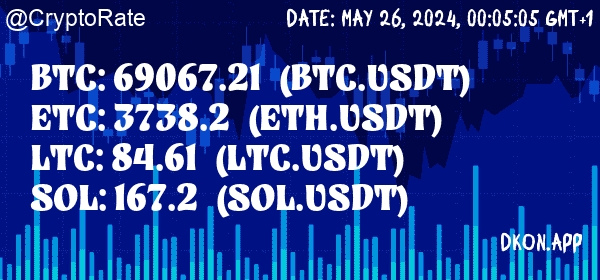 @CryptoRate
DATE: MAY 26, 2024, 00:05:05 GMT+1
BTC: 69067.21 (BTC.USDT)
ETC: 3738.2 (ETH.USDT)
LTC: 84.61 (LTC.USDT)
SOL: 167.2 (SOL.USDT)
DKON.APP